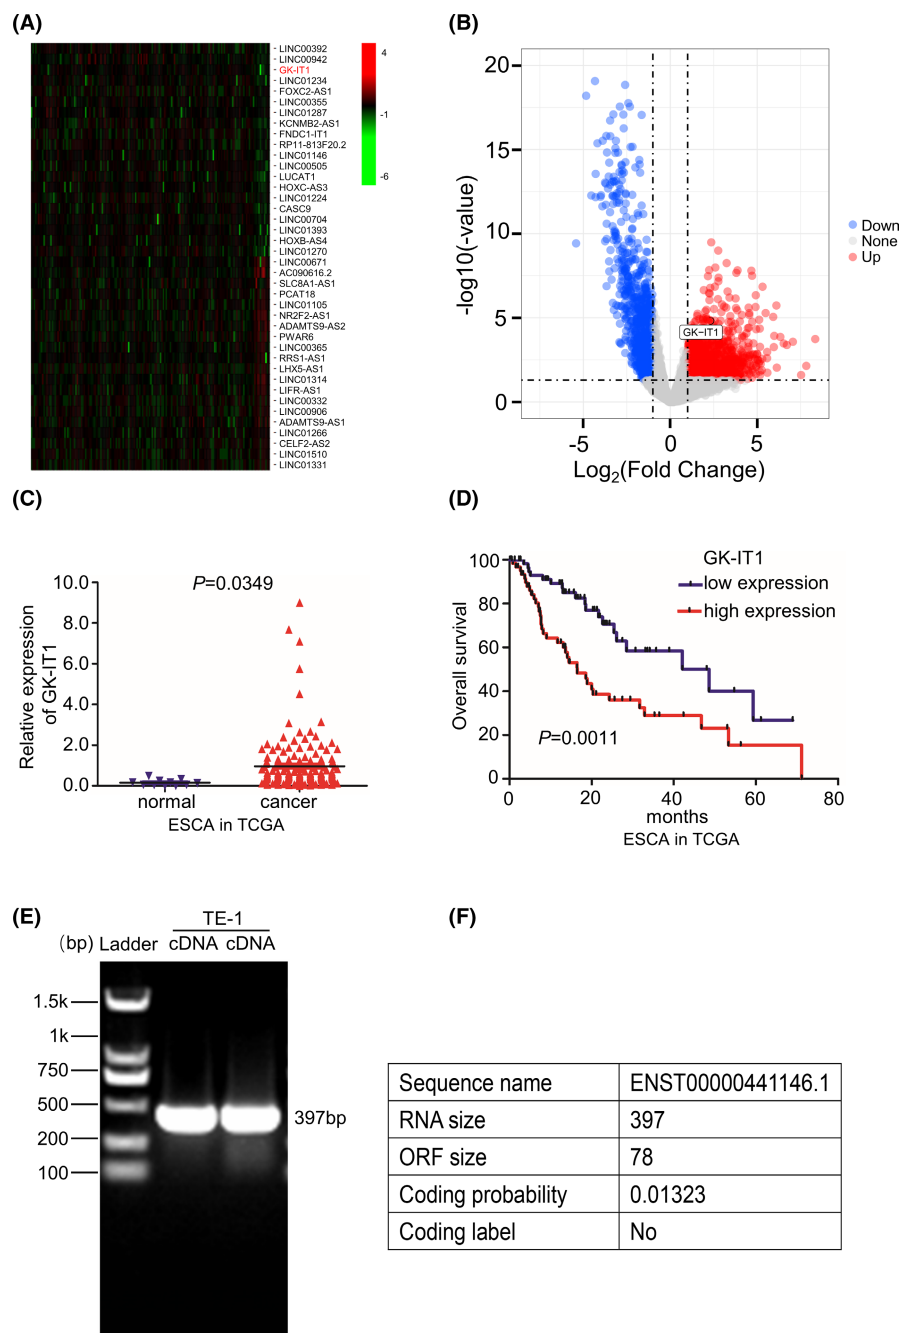 (A)
LINC00392
LINC00942
GK-IT1
LINC01234
FOXC2-AS1
LINC00355
LINC01287
KCNMB2-AS1
FNDC1-IT1
RP11-813F20.2
LINC01146
LINC00505
LUCAT1
HOXC-AS3
LINC01224
CASC9
LINC00704
LINC01393
HOXB-AS4
LINC01270
LINC00671
AC090616.2
SLC8A1-AS1
PCAT18
LINC01105
NR2F2-AS1
ADAMTS9-AS2
PWAR6
LINC00365
RRS1-AS1
LHX5-AS1
LINC01314
LIFR-AS1
LINC00332
LINC00906
ADAMTS9-AS1
LINC01266
CELF2-AS2
LINC01510
LINC01331
4
-1
-6
(B)
20
15
10
5
0
-log10(-value)
GK−IT1
-5 0 5
Log2(Fold Change)
Down
None
Up
(C)
P=0.0349
10.0
8.0
6.0
4.0
2.0
0.0
Relative expression
of GK-IT1
normal cancer
ESCA in TCGA
(D)
GK-IT1
low expression
high expression
100
80
60
40
20
0
Overall survival
P=0.0011
0 20 40 60 80
months
ESCA in TCGA
(E)
TE-1
(bp) Ladder cDNA cDNA
1.5k
1k
750
500
200
100
397bp
(F)
Sequence name ENST00000441146.1
RNA size 397
ORF size 78
Coding probability 0.01323
Coding label No